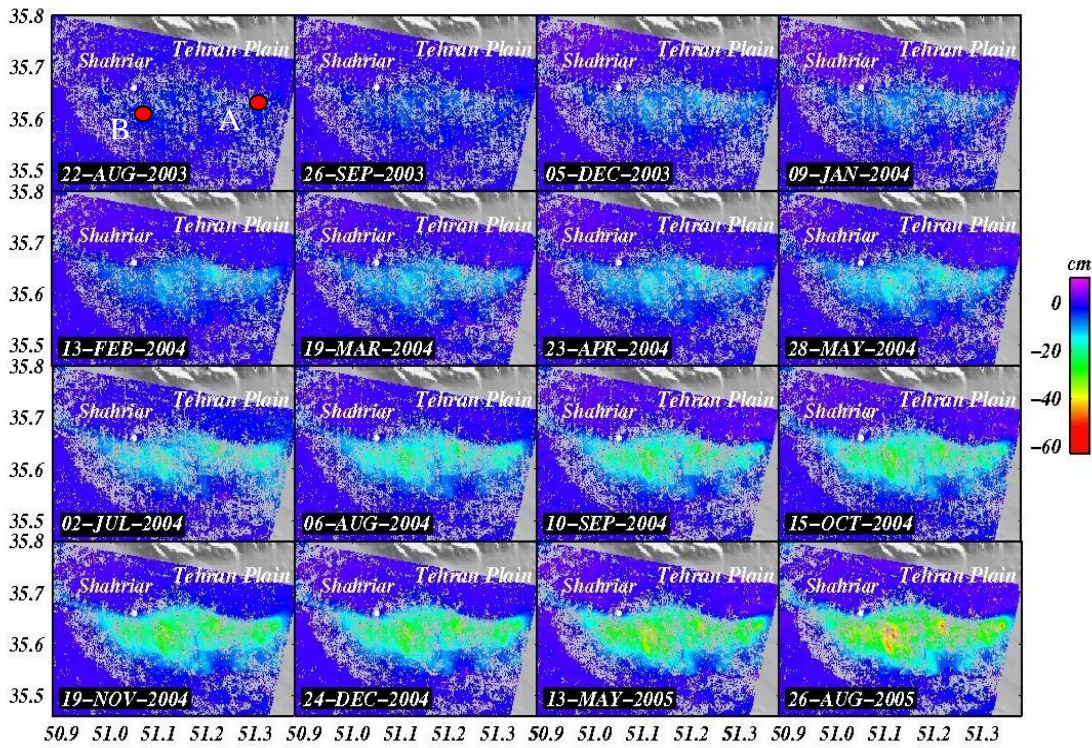 35.8
35.7
35.6
35.5
Tehran Plain
Shahriar
B
A
22-AUG-2003
Tehran Plain
Shahriar
26-SEP-2003
Tehran Plain
Shahriar
05-DEC-2003
Tehran Plain
Shahriar
09-JAN-2004
35.8
35.7
35.6
35.5
Tehran Plain
Shahriar
13-FEB-2004
Tehran Plain
Shahriar
19-MAR-2004
Tehran Plain
Shahriar
23-APR-2004
Tehran Plain
Shahriar
28-MAY-2004
cm
0
-20
-40
-60
35.8
35.7
35.6
35.5
Tehran Plain
Shahriar
02-JUL-2004
Tehran Plain
Shahriar
06-AUG-2004
Tehran Plain
Shahriar
10-SEP-2004
Tehran Plain
Shahriar
15-OCT-2004
35.8
35.7
35.6
35.5
Tehran Plain
Shahriar
19-NOV-2004
Tehran Plain
Shahriar
24-DEC-2004
Tehran Plain
Shahriar
13-MAY-2005
Tehran Plain
Shahriar
26-AUG-2005
50.9 51.0 51.1 51.2 51.3 50.9 51.0 51.1 51.2 51.3 50.9 51.0 51.1 51.2 51.3 50.9 51.0 51.1 51.2 51.3